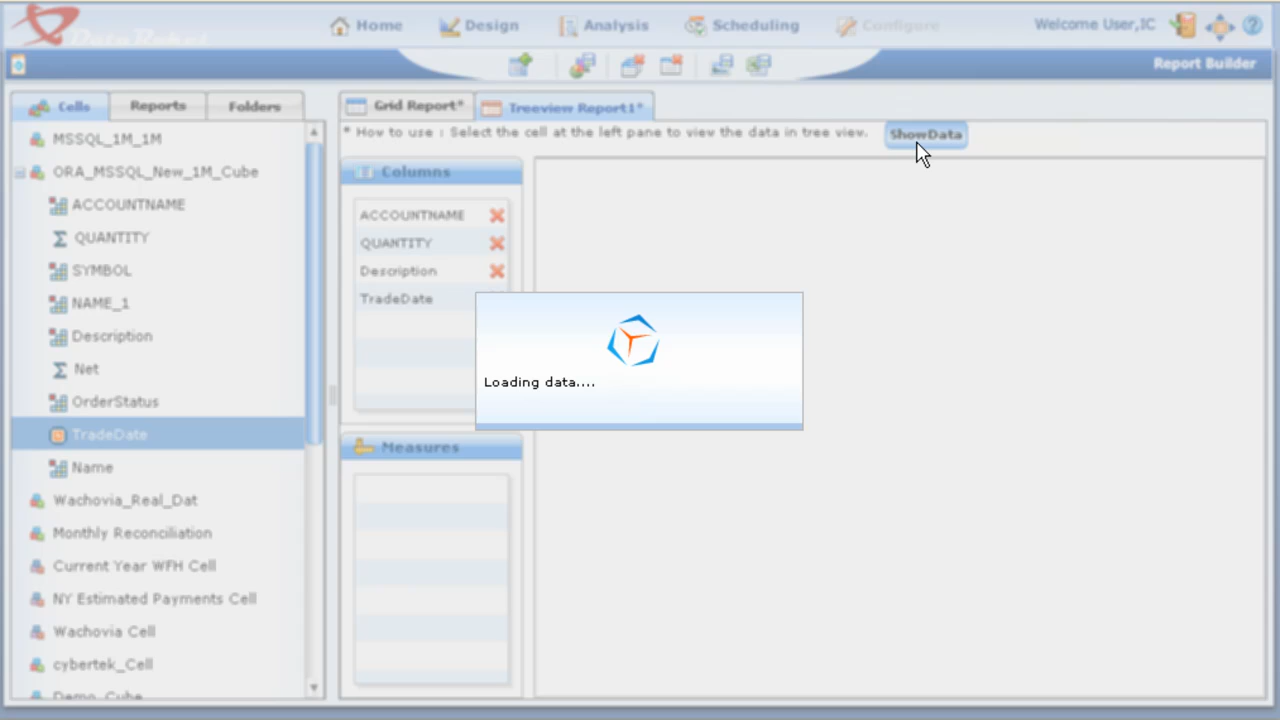 Home Design Analysis Scheduling Configure Welcome User,IC
Report Builder
Cells Reports Folders Grid Report* Treeview Report1*
* How to use : Select the cell at the left pane to view the data in tree view. ShowData
MSSQL_1M_1M
ORA_MSSQL_New_1M_Cube
ACCOUNTNAME
QUANTITY
SYMBOL
NAME_1
Description
Net
OrderStatus
TradeDate
Name
Wachovia_Real_Dat
Monthly Reconciliation
Current Year WFH Cell
NY Estimated Payments Cell
Wachovia Cell
cybertek_Cell
Demo_Cube
Columns
ACCOUNTNAME
QUANTITY
Description
TradeDate
Measures
Loading data....